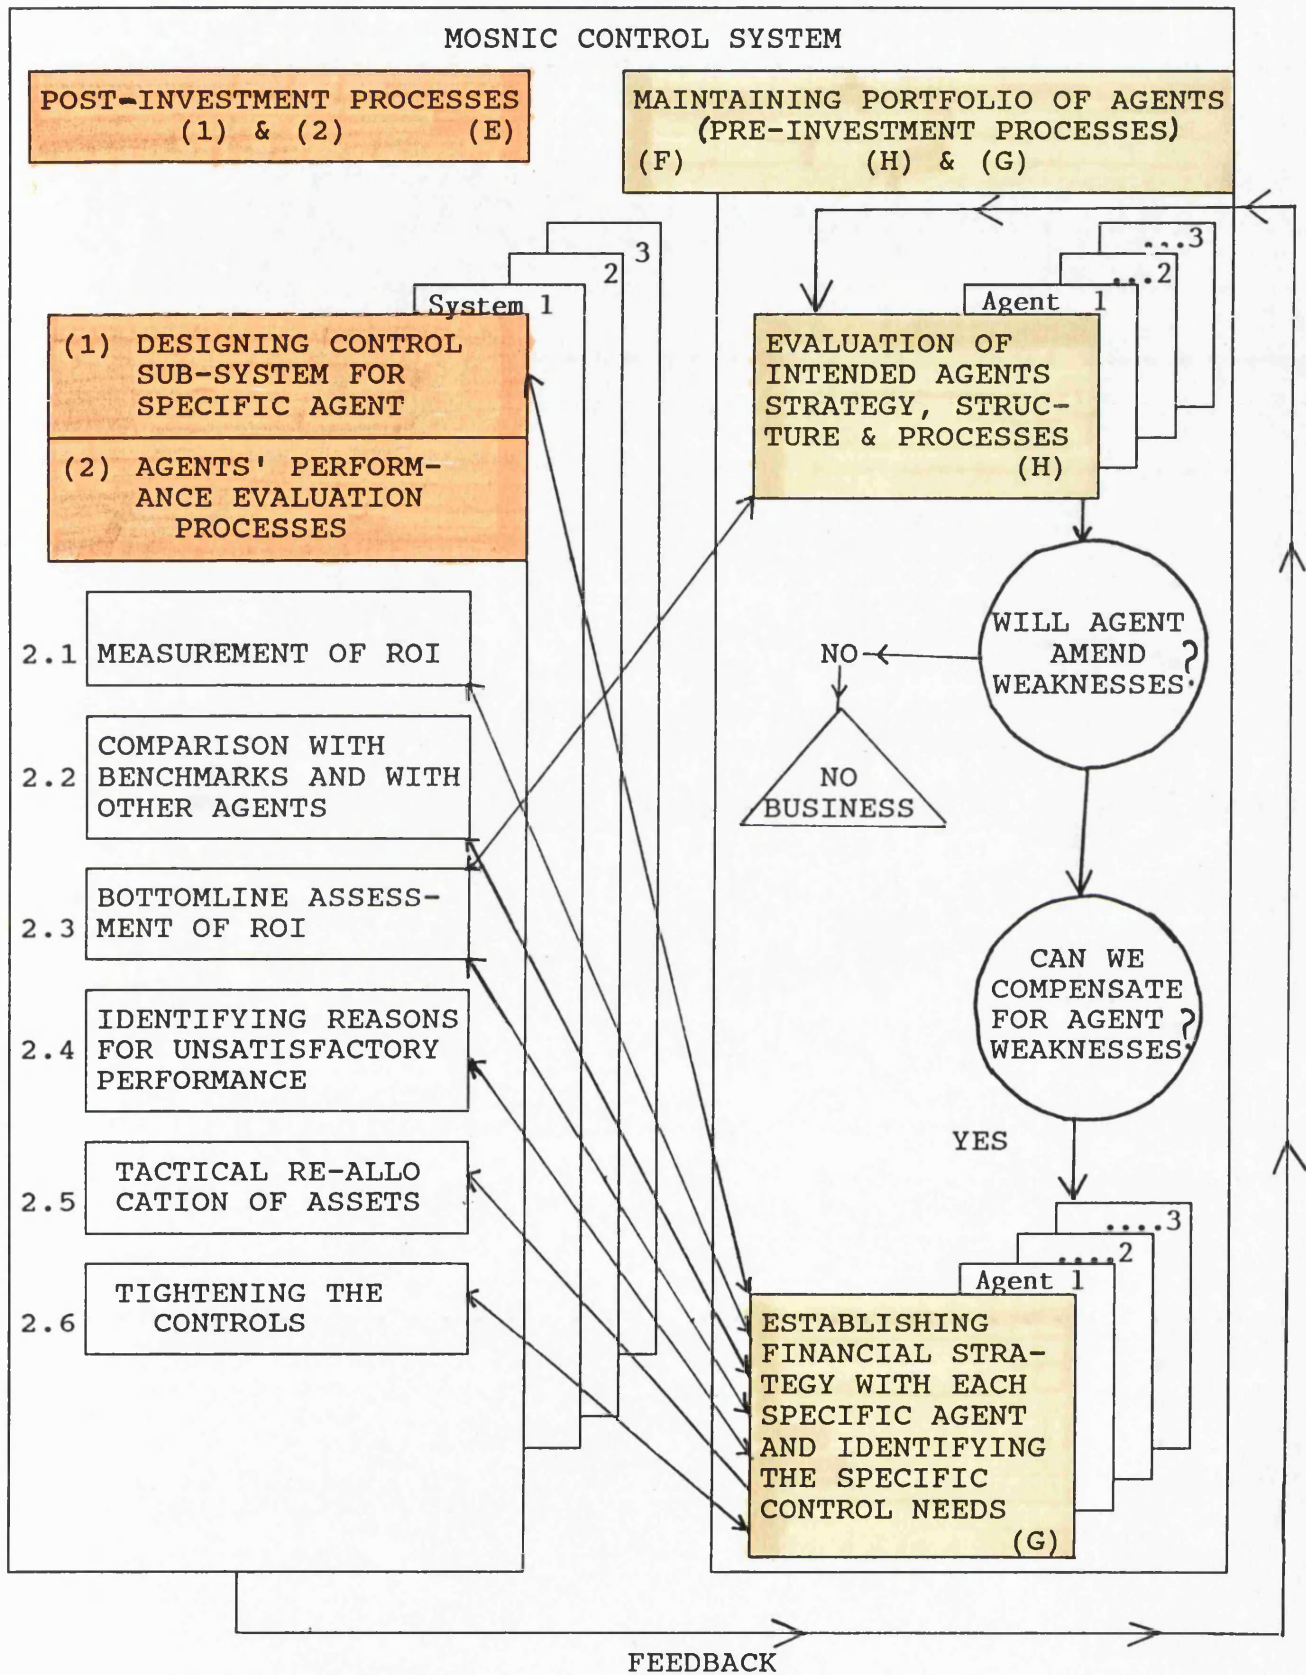 MOSNIC CONTROL SYSTEM
POST-INVESTMENT PROCESSES
(1) & (2) (E)
MAINTAINING PORTFOLIO OF AGENTS
(PRE-INVESTMENT PROCESSES)
(F) (H) & (G)
3
2
System 1
(1) DESIGNING CONTROL
SUB-SYSTEM FOR
SPECIFIC AGENT
(2) AGENTS' PERFORM-
ANCE EVALUATION
PROCESSES
2.1 MEASUREMENT OF ROI
2.2 COMPARISON WITH
BENCHMARKS AND WITH
OTHER AGENTS
2.3 BOTTOMLINE ASSESS-
MENT OF ROI
2.4 IDENTIFYING REASONS
FOR UNSATISFACTORY
PERFORMANCE
2.5 TACTICAL RE-ALLO
CATION OF ASSETS
2.6 TIGHTENING THE
CONTROLS
...3
...2
Agent 1
EVALUATION OF
INTENDED AGENTS
STRATEGY, STRUC-
TURE & PROCESSES
(H)
WILL AGENT
AMEND
WEAKNESSES?
NO
NO
BUSINESS
CAN WE
COMPENSATE
FOR AGENT
WEAKNESSES?
YES
....3
....2
Agent 1
ESTABLISHING
FINANCIAL STRA-
TEGY WITH EACH
SPECIFIC AGENT
AND IDENTIFYING
THE SPECIFIC
CONTROL NEEDS
(G)
FEEDBACK